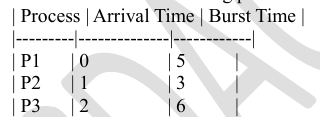 | Process | Arrival Time | Burst Time |
|---------|--------------|------------|
| P1 | 0 | 5 |
| P2 | 1 | 3 |
| P3 | 2 | 6 |